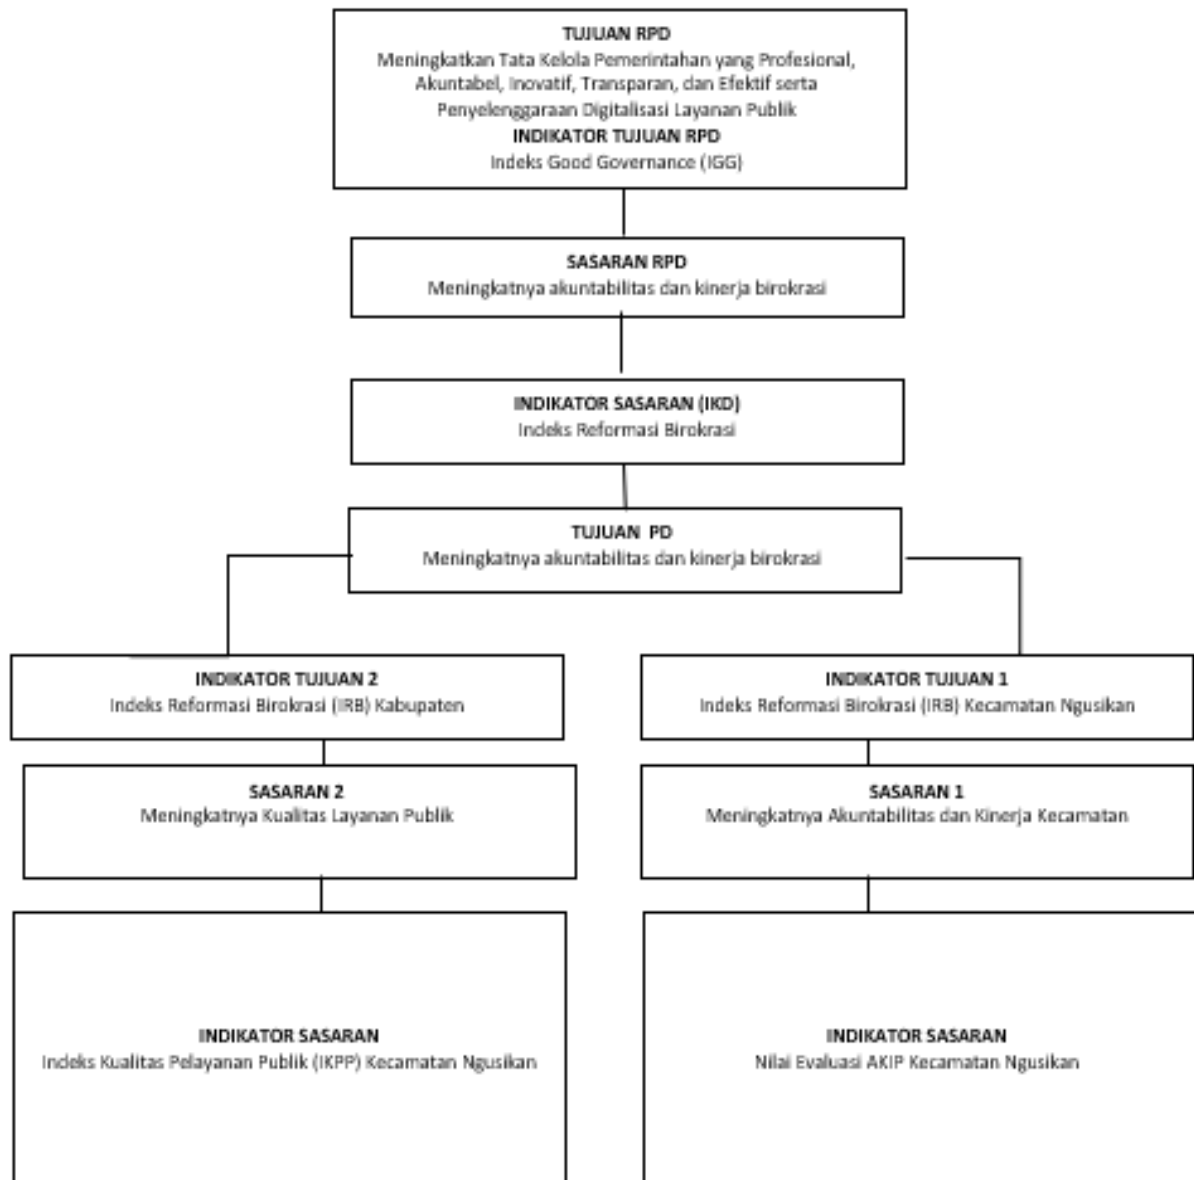 TUJUAN RPD
Meningkatkan Tata Kelola Pemerintahan yang Profesional,
Akuntabel, Inovatif, Transparan, dan Efektif serta
Penyelenggaraan Digitalisasi Layanan Publik
INDIKATOR TUJUAN RPD
Indeks Good Governance (IGG)
SASARAN RPD
Meningkatnya akuntabilitas dan kinerja birokrasi
INDIKATOR SASARAN (IKD)
Indeks Reformasi Birokrasi
TUJUAN PD
Meningkatnya akuntabilitas dan kinerja birokrasi
INDIKATOR TUJUAN 2
Indeks Reformasi Birokrasi (IRB) Kabupaten
INDIKATOR TUJUAN 1
Indeks Reformasi Birokrasi (IRB) Kecamatan Ngusikan
SASARAN 2
Meningkatnya Kualitas Layanan Publik
SASARAN 1
Meningkatnya Akuntabilitas dan Kinerja Kecamatan
INDIKATOR SASARAN
Indeks Kualitas Pelayanan Publik (IKPP) Kecamatan Ngusikan
INDIKATOR SASARAN
Nilai Evaluasi AKIP Kecamatan Ngusikan